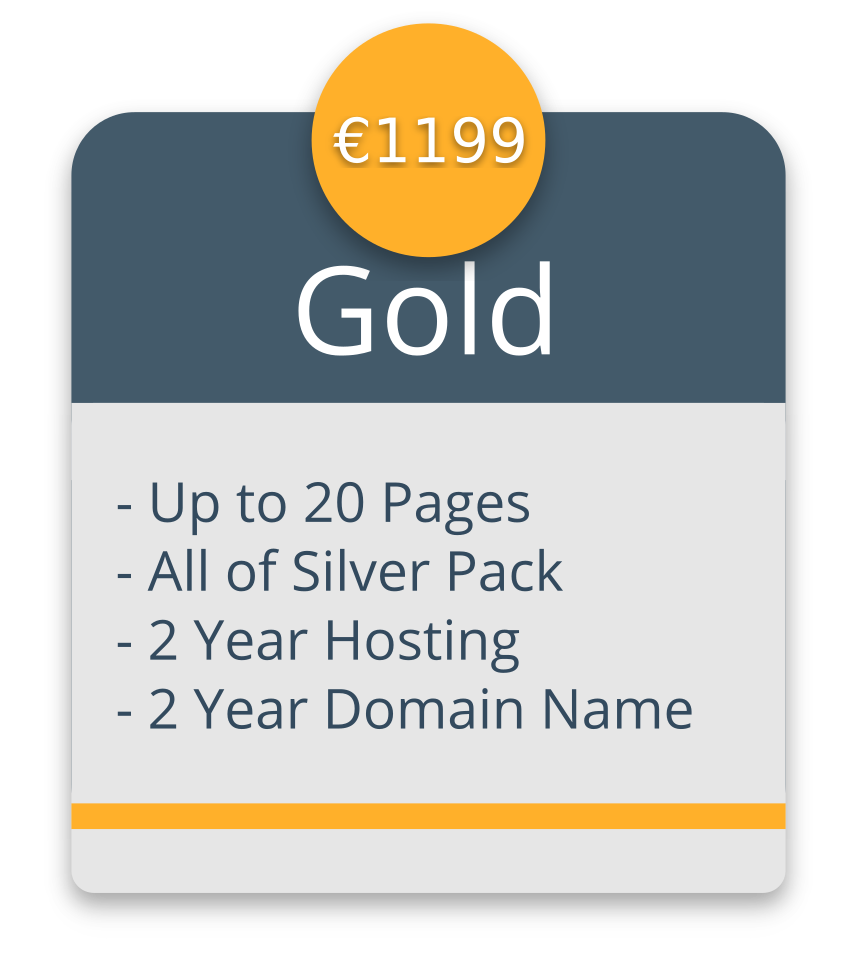 €1199
Gold
- Up to 20 Pages
- All of Silver Pack
- 2 Year Hosting
- 2 Year Domain Name